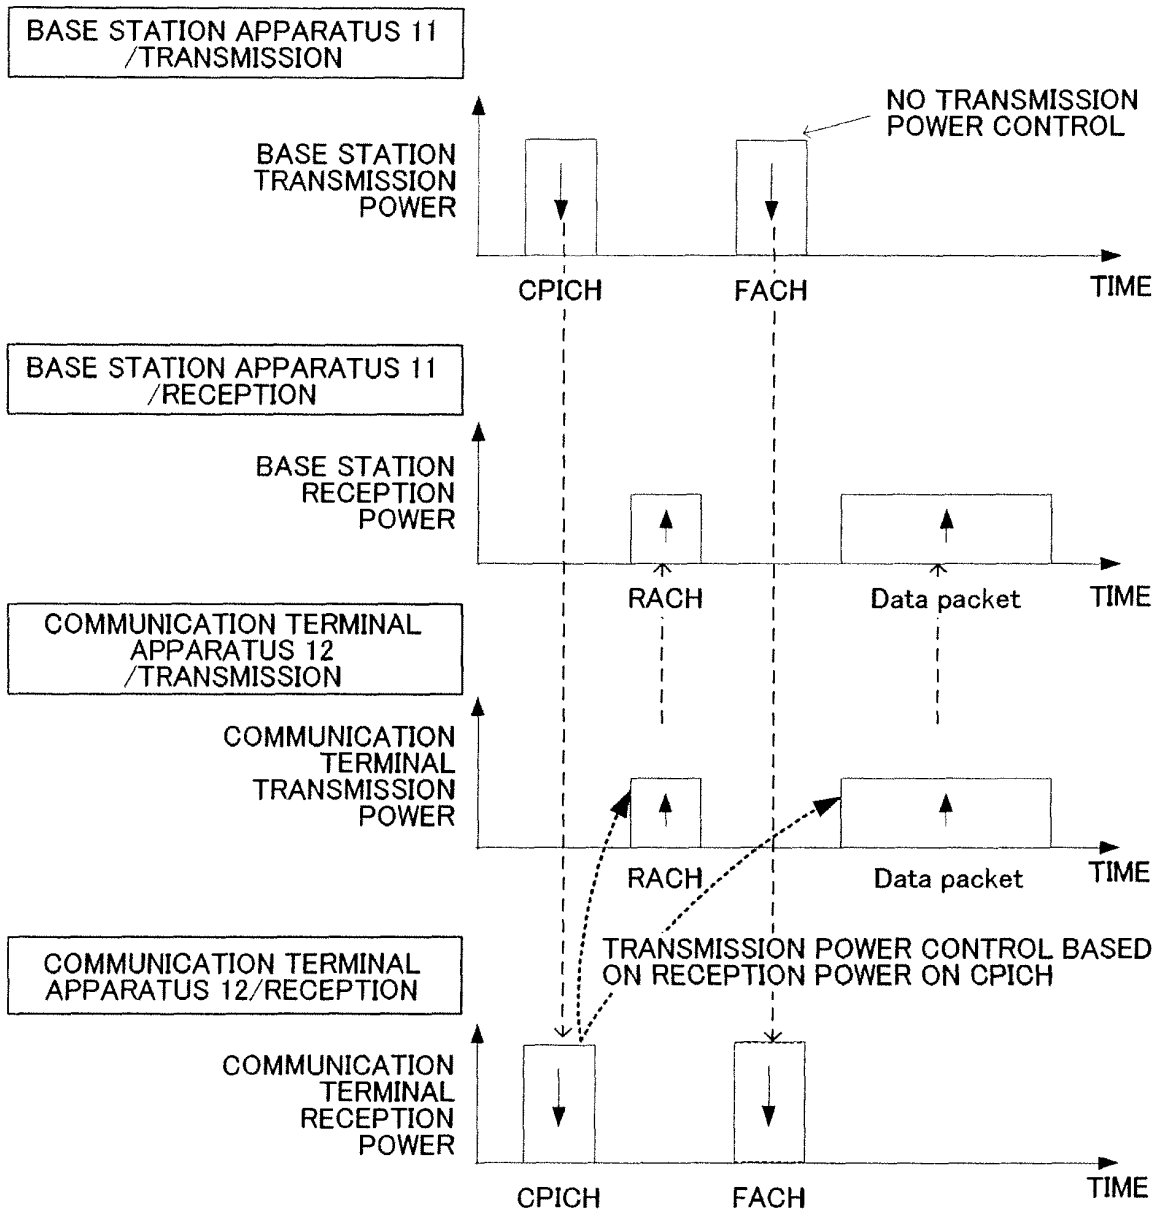 BASE STATION APPARATUS 11
/TRANSMISSION
NO TRANSMISSION
POWER CONTROL
BASE STATION
TRANSMISSION
POWER
CPICH
FACH
TIME
BASE STATION APPARATUS 11
/RECEPTION
BASE STATION
RECEPTION
POWER
RACH
Data packet
TIME
COMMUNICATION TERMINAL
APPARATUS 12
/TRANSMISSION
COMMUNICATION
TERMINAL
TRANSMISSION
POWER
RACH
Data packet
TIME
COMMUNICATION TERMINAL
APPARATUS 12/RECEPTION
TRANSMISSION POWER CONTROL BASED
ON RECEPTION POWER ON CPICH
COMMUNICATION
TERMINAL
RECEPTION
POWER
CPICH
FACH
TIME